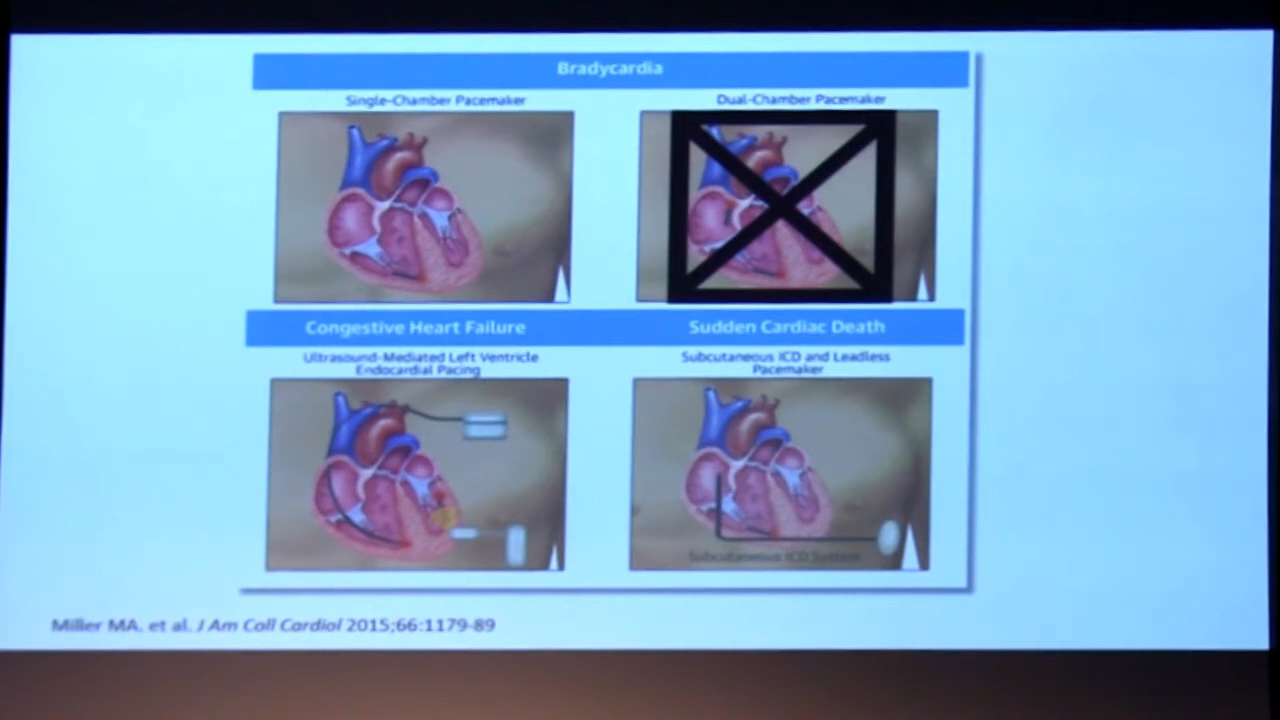 Bradycardia
Single-Chamber Pacemaker
Dual-Chamber Pacemaker
Congestive Heart Failure
Sudden Cardiac Death
Ultrasound-Mediated Left Ventricle
Endocardial Pacing
Subcutaneous ICD and Leadless
Pacemaker
Subcutaneous ICD System
Miller MA. et al. J Am Coll Cardiol 2015;66:1179-89